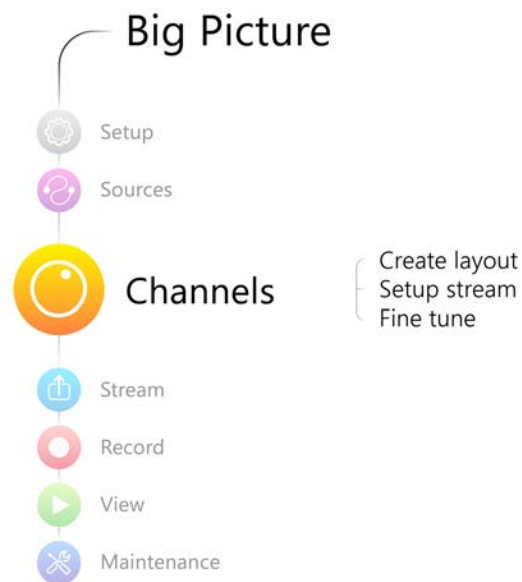 Big Picture
Setup
Sources
Channels
Create layout
Setup stream
Fine tune
Stream
Record
View
Maintenance